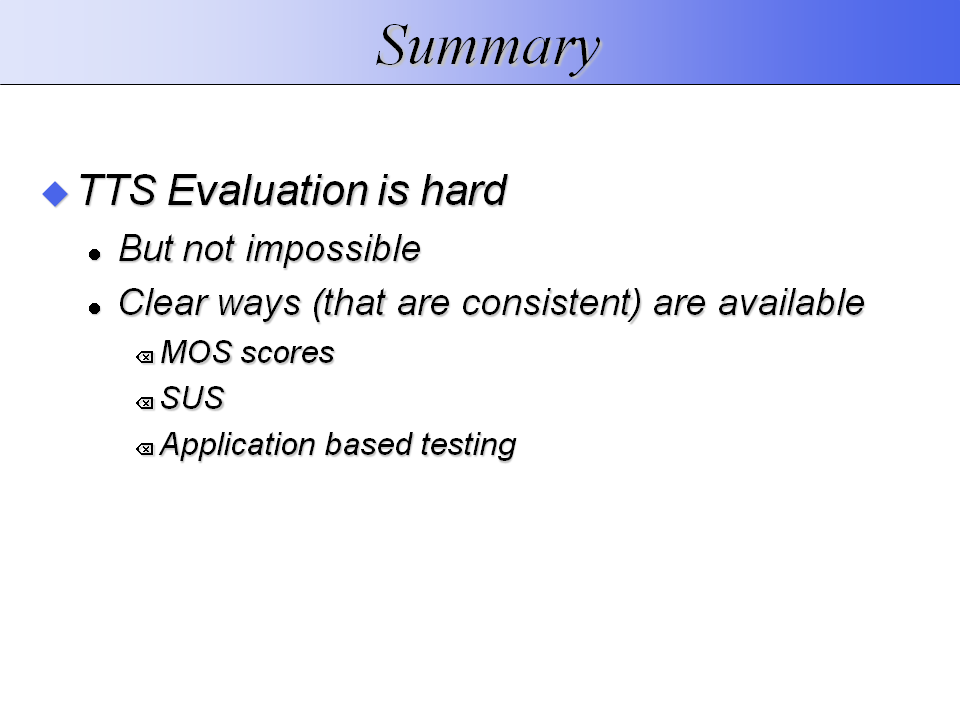 Summary
TTS Evaluation is hard
But not impossible
Clear ways (that are consistent) are available
MOS scores
SUS
Application based testing